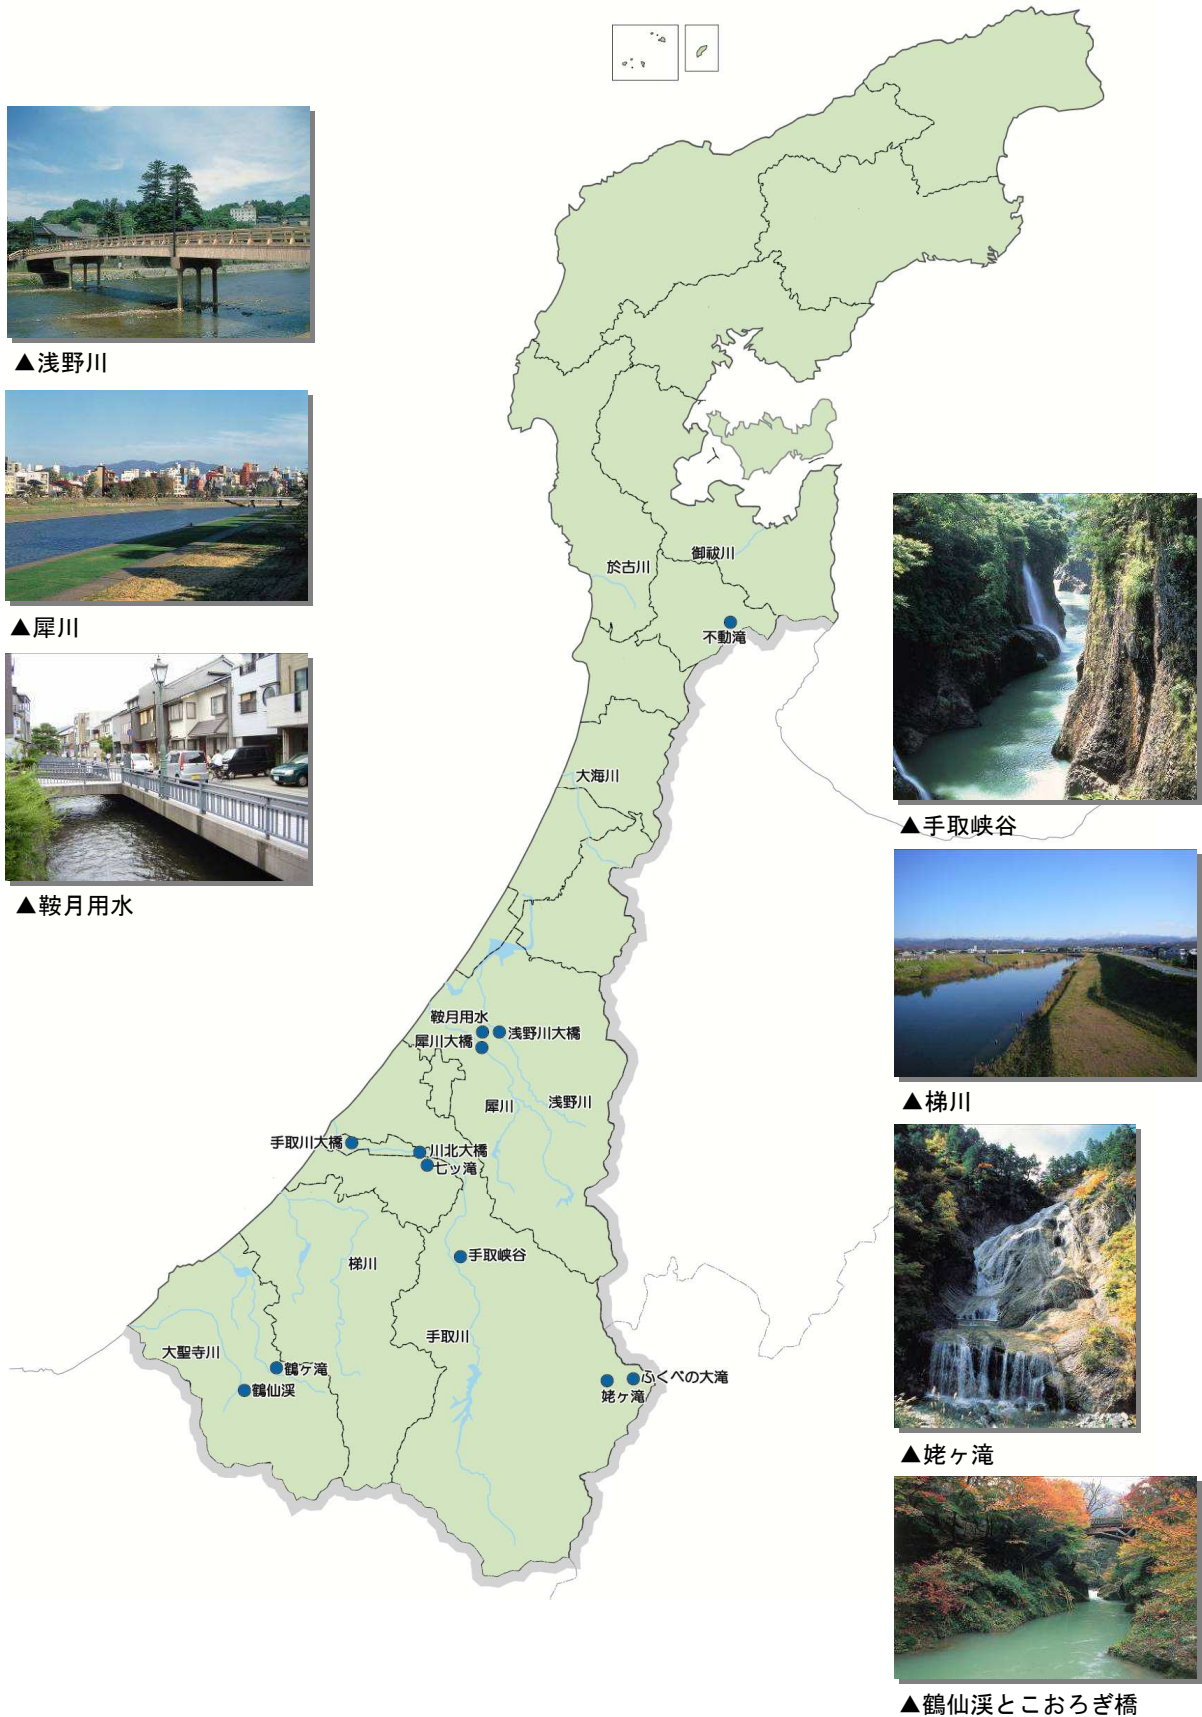 ▲浅野川
▲犀川
▲鞍月用水
御祓川
於古川
不動滝
大海川
鞍月用水
浅野川大橋
犀川大橋
犀川
浅野川
手取川大橋
川北大橋
七ッ滝
手取峡谷
梯川
手取川
大聖寺川
鶴ケ滝
鶴仙渓
ふくべの大滝
姥ヶ滝
▲手取峡谷
▲梯川
▲姥ヶ滝
▲鶴仙渓とこおろぎ橋